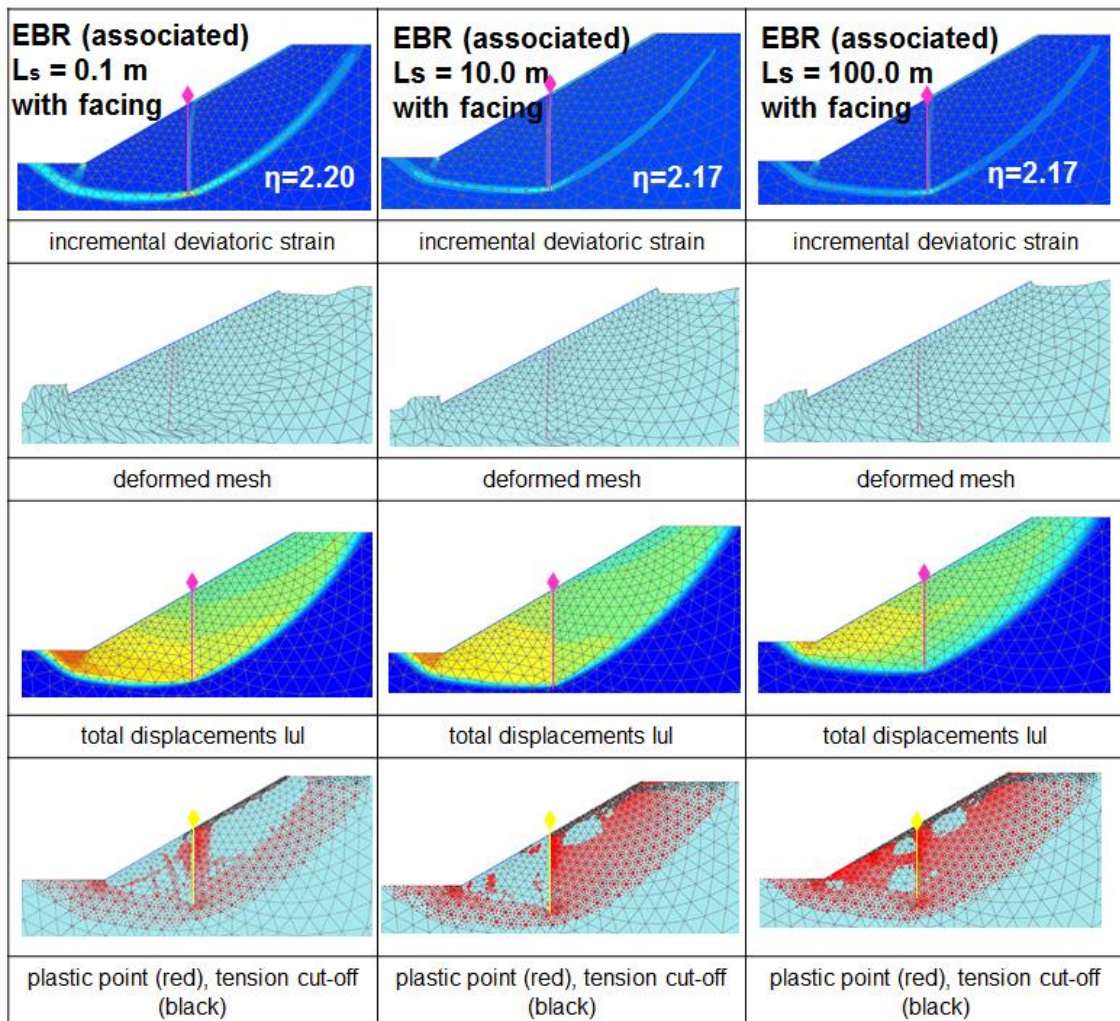 EBR (associated)
Lₛ = 0.1 m
with facing
η=2.20
EBR (associated)
Ls = 10.0 m
with facing
η=2.17
EBR (associated)
Ls = 100.0 m
with facing
η=2.17
incremental deviatoric strain
incremental deviatoric strain
incremental deviatoric strain
deformed mesh
deformed mesh
deformed mesh
total displacements lul
total displacements lul
total displacements lul
plastic point (red), tension cut-off
(black)
plastic point (red), tension cut-off
(black)
plastic point (red), tension cut-off
(black)